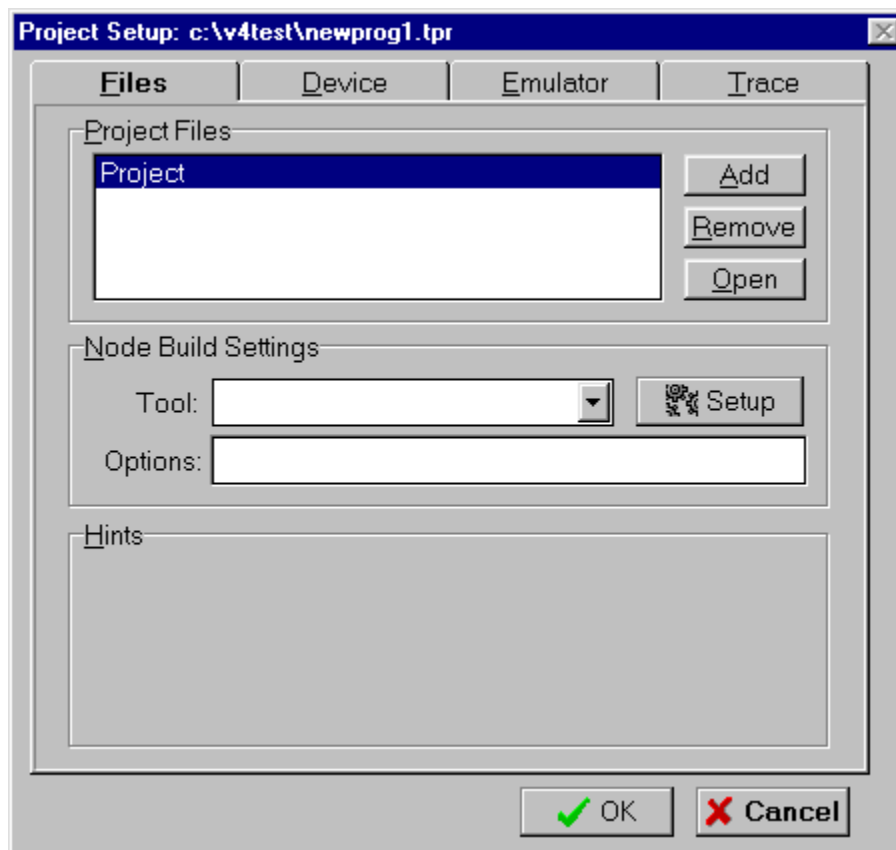 Project Setup: c:\v4test\newprog1.tpr
Files Device Emulator Trace
Project Files
Project
Add
Remove
Open
Node Build Settings
Tool: Setup
Options:
Hints
OK Cancel